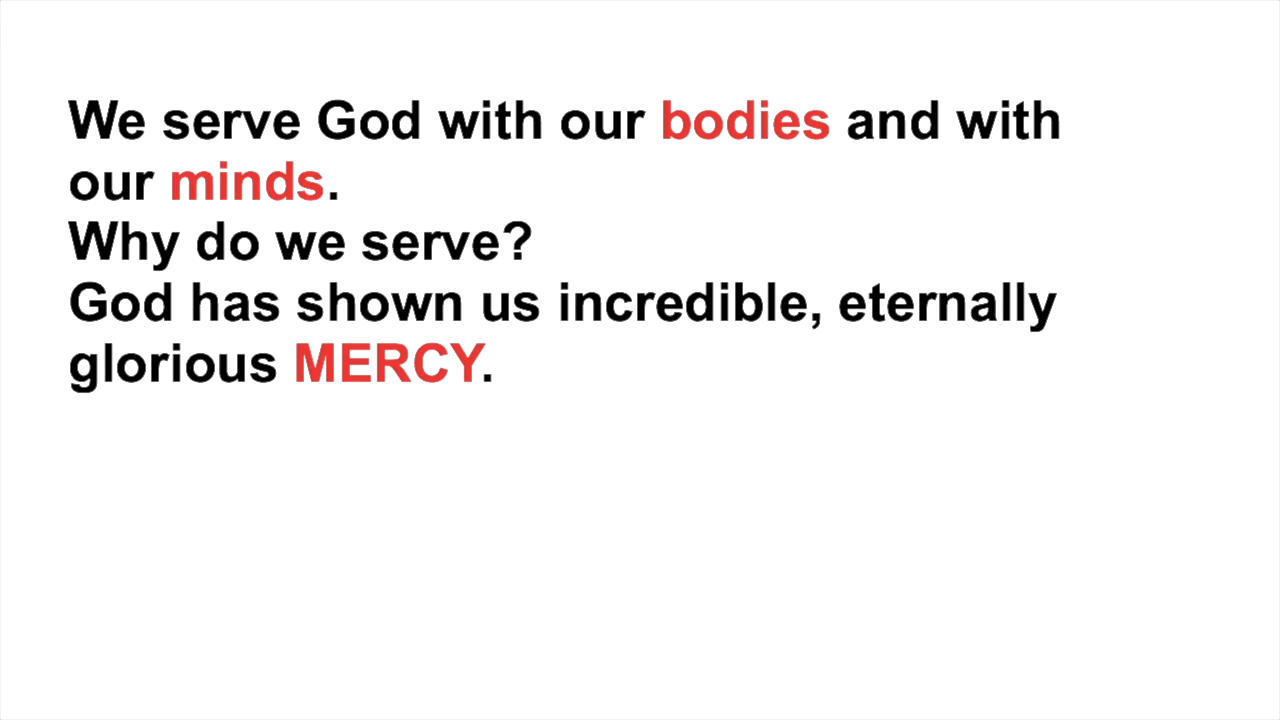 We serve God with our bodies and with
our minds.
Why do we serve?
God has shown us incredible, eternally
glorious MERCY.